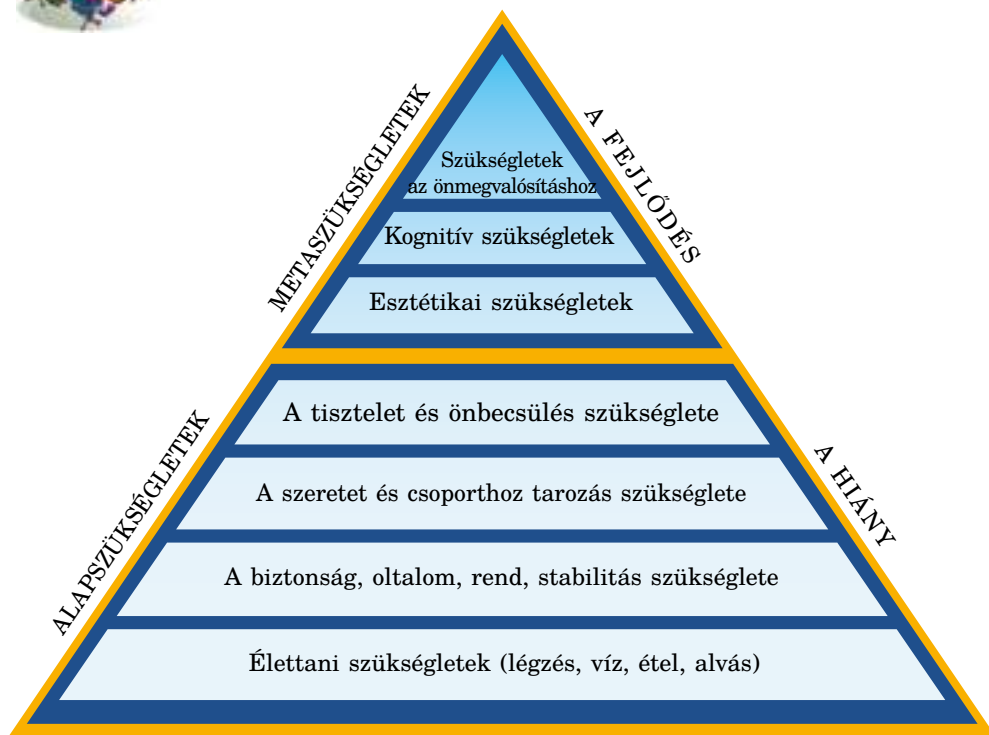 METASZÜKSÉGLETEK
A FEJLŐDÉS
Szükségletek
az önmegvalósításhoz
Kognitív szükségletek
Esztétikai szükségletek
ALAPSZÜKSÉGLETEK
A HIÁNY
A tisztelet és önbecsülés szükséglete
A szeretet és csoporthoz tarozás szükséglete
A biztonság, oltalom, rend, stabilitás szükséglete
Élettani szükségletek (légzés, víz, étel, alvás)